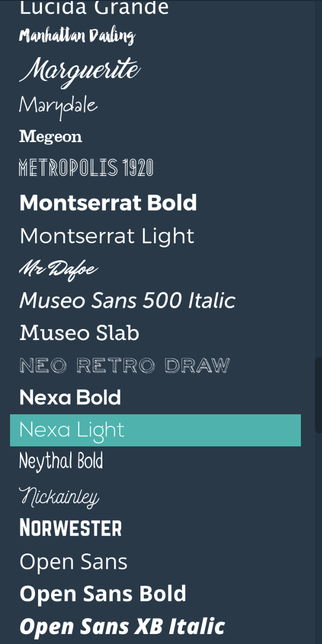 Lucida Grande
Manhattan Darling
Marguerite
Marydale
Megeon
METROPOLIS 1920
Montserrat Bold
Montserrat Light
Mr Dafoe
Museo Sans 500 Italic
Museo Slab
NEO RETRO DRAW
Nexa Bold
Nexa Light
Neythal Bold
Nickainley
NORWESTER
Open Sans
Open Sans Bold
Open Sans XB Italic